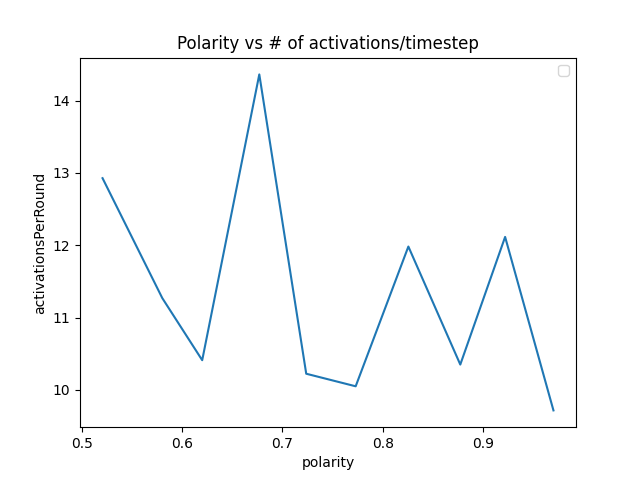 Polarity vs # of activations/timestep
activationsPerRound
14
13
12
11
10
0.5 0.6 0.7 0.8 0.9
polarity